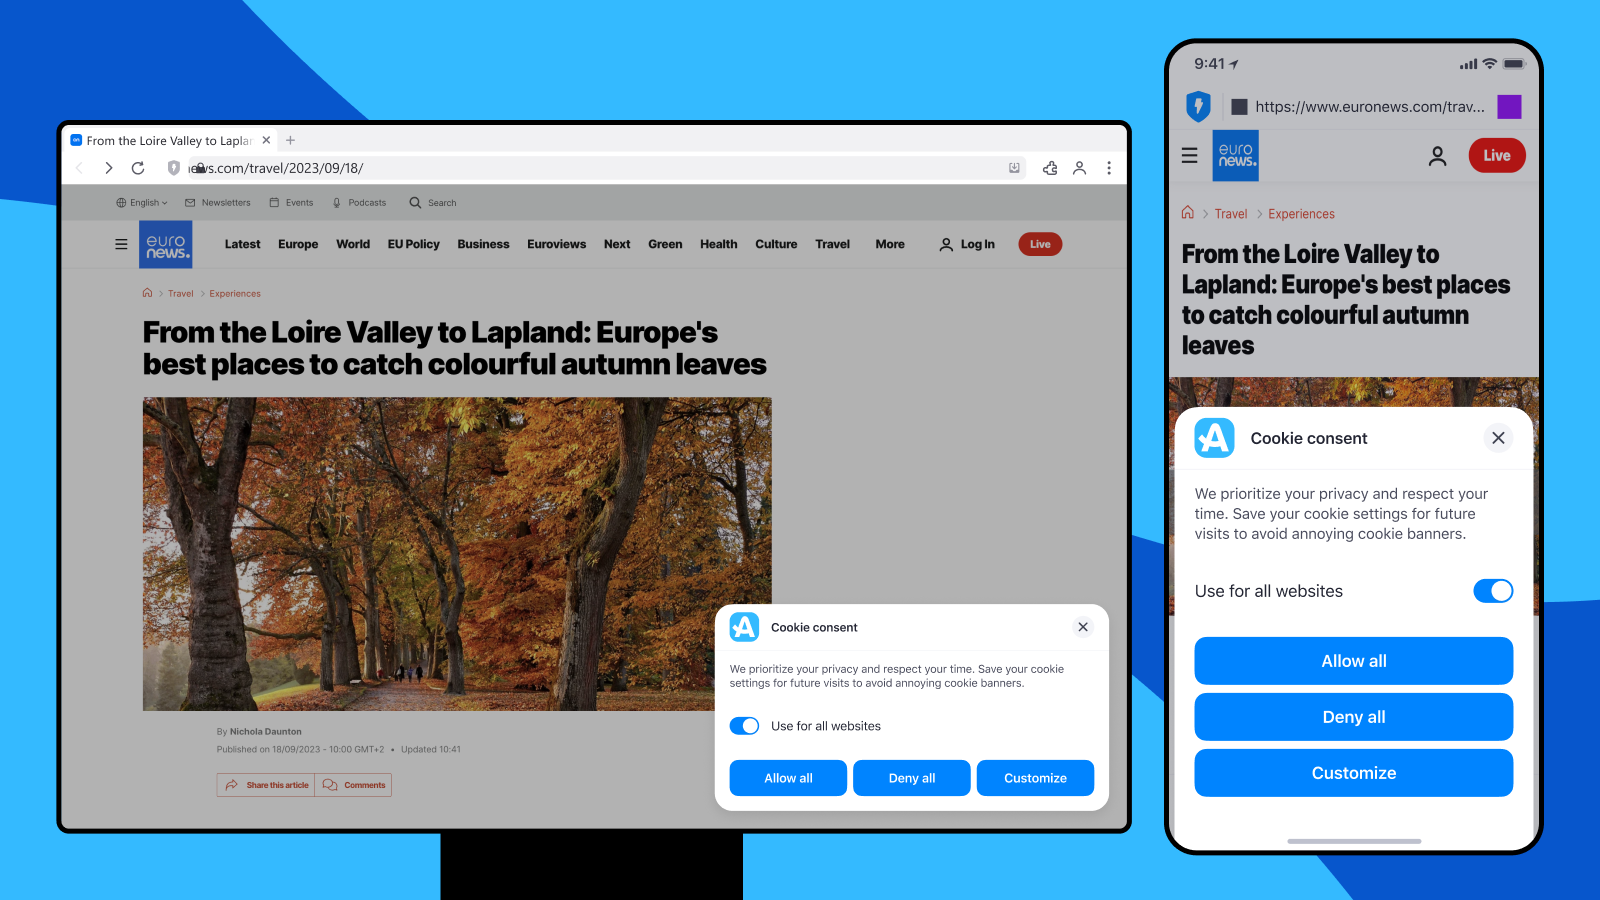 From the Loire Valley to Lapla
ews.com/travel/2023/09/18/
English
Newsletters
Events
Podcasts
Search
euro
news.
Latest
Europe
World
EU Policy
Business
Euroviews
Next
Green
Health
Culture
Travel
More
Log In
Live
Travel
Experiences
From the Loire Valley to Lapland: Europe's
best places to catch colourful autumn leaves
By Nichola Daunton
Published on 18/09/2023 - 10:00 GMT+2 • Updated 10:41
Share this article
Comments
Cookie consent
We prioritize your privacy and respect your time. Save your cookie
settings for future visits to avoid annoying cookie banners.
Use for all websites
Allow all
Deny all
Customize
9:41
https://www.euronews.com/trav...
euro
news.
Live
Travel
Experiences
From the Loire Valley to
Lapland: Europe's best places
to catch colourful autumn
leaves
Cookie consent
We prioritize your privacy and respect your
time. Save your cookie settings for future
visits to avoid annoying cookie banners.
Use for all websites
Allow all
Deny all
Customize